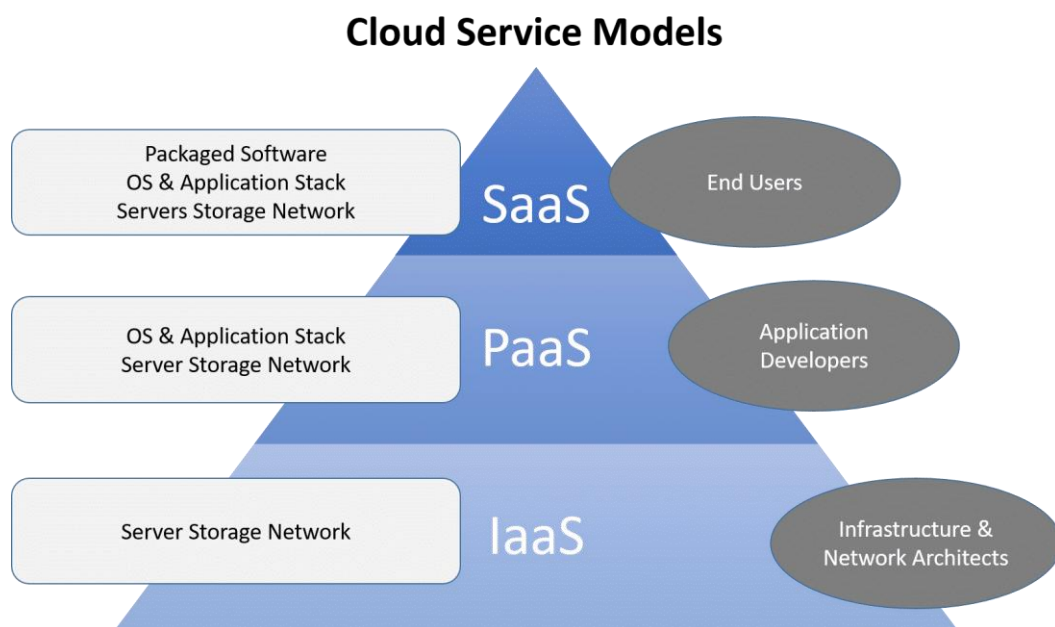 Cloud Service Models
Packaged Software
OS & Application Stack
Servers Storage Network
SaaS
End Users
OS & Application Stack
Server Storage Network
PaaS
Application
Developers
Server Storage Network
IaaS
Infrastructure &
Network Architects